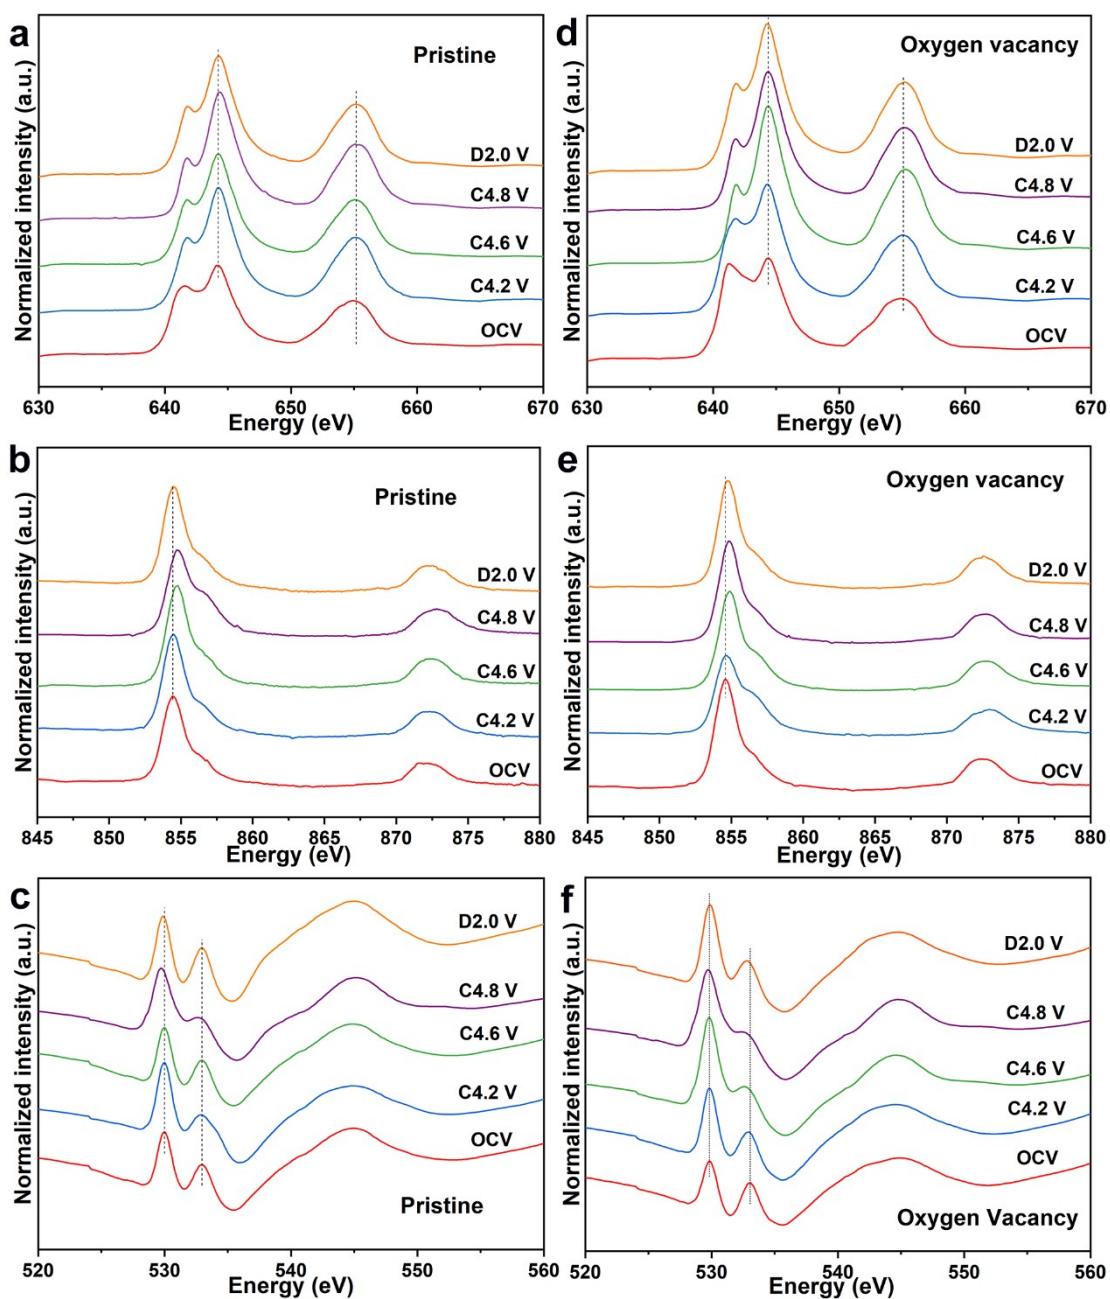 a
Pristine
Normalized intensity (a.u.)
D2.0 V
C4.8 V
C4.6 V
C4.2 V
OCV
630 640 650 660 670
Energy (eV)
d
Oxygen vacancy
Normalized intensity (a.u.)
D2.0 V
C4.8 V
C4.6 V
C4.2 V
OCV
630 640 650 660 670
Energy (eV)
b
Pristine
Normalized intensity (a.u.)
D2.0 V
C4.8 V
C4.6 V
C4.2 V
OCV
845 850 855 860 865 870 875 880
Energy (eV)
e
Oxygen vacancy
Normalized intensity (a.u.)
D2.0 V
C4.8 V
C4.6 V
C4.2 V
OCV
845 850 855 860 865 870 875 880
Energy (eV)
c
Normalized intensity (a.u.)
D2.0 V
C4.8 V
C4.6 V
C4.2 V
OCV
Pristine
520 530 540 550 560
Energy (eV)
f
Normalized intensity (a.u.)
D2.0 V
C4.8 V
C4.6 V
C4.2 V
OCV
Oxygen Vacancy
520 530 540 550 560
Energy (eV)